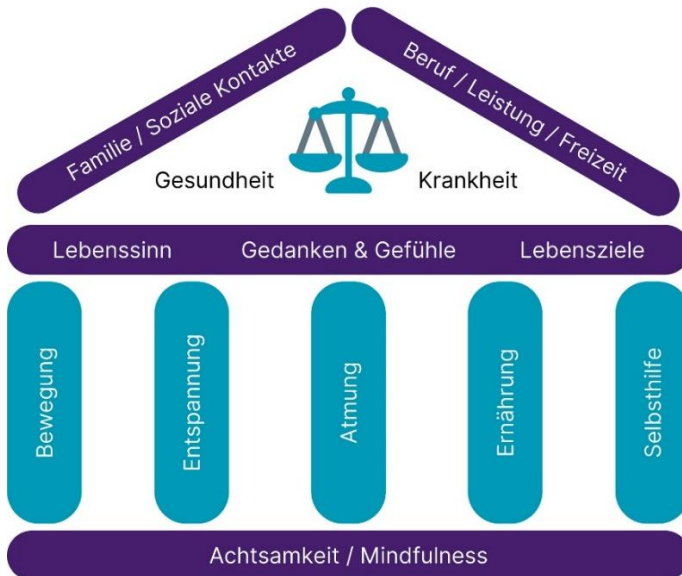 Familie / Soziale Kontakte
Beruf / Leistung / Freizeit
Gesundheit
Krankheit
Lebenssinn
Gedanken & Gefühle
Lebensziele
Bewegung
Entspannung
Atmung
Ernährung
Selbsthilfe
Achtsamkeit / Mindfulness